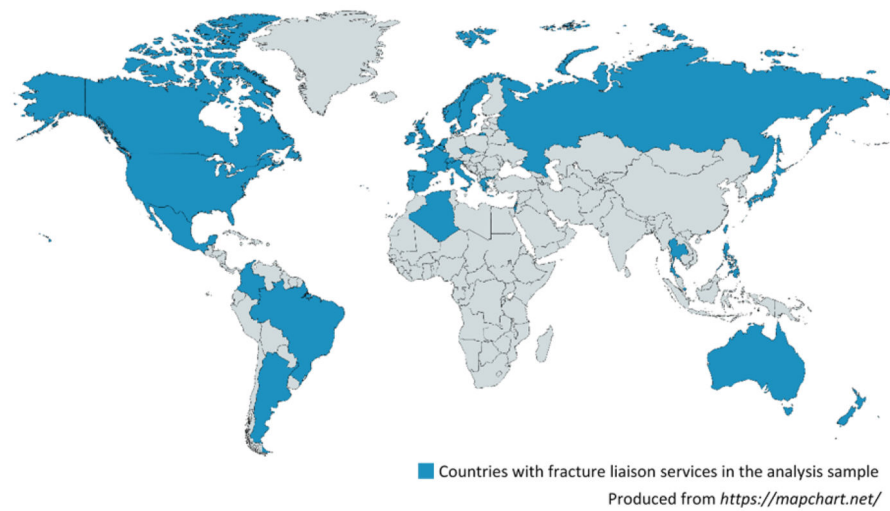 Countries with fracture liaison services in the analysis sample
Produced from https://mapchart.net/